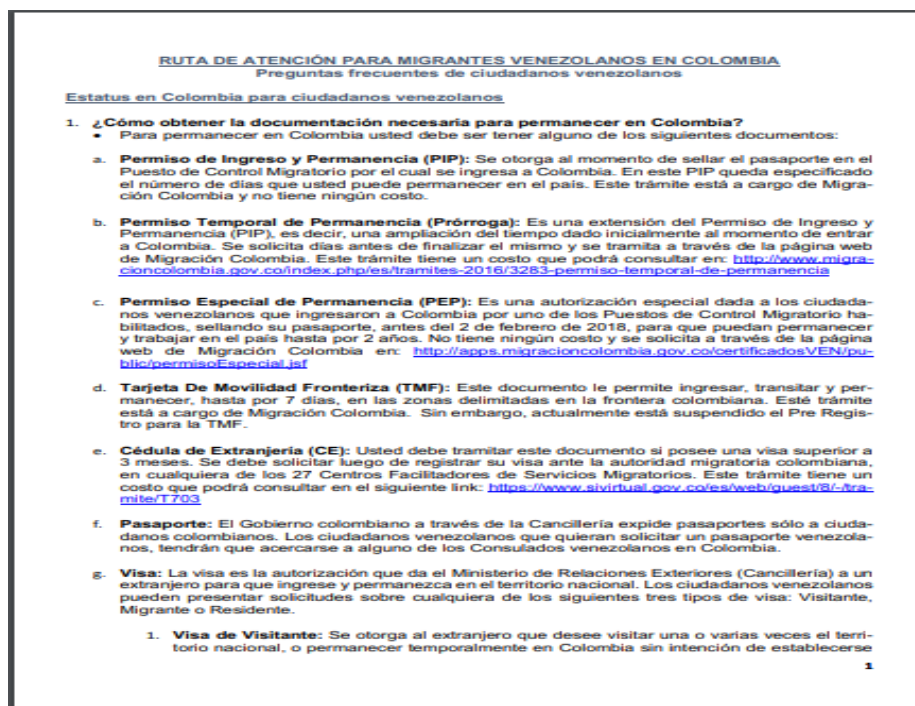 RUTA DE ATENCIÓN PARA MIGRANTES VENEZOLANOS EN COLOMBIA
Preguntas frecuentes de ciudadanos venezolanos
Estatus en Colombia para ciudadanos venezolanos
1. ¿Cómo obtener la documentación necesaria para permanecer en Colombia?
• Para permanecer en Colombia usted debe ser tener alguno de los siguientes documentos:
a. Permiso de Ingreso y Permanencia (PIP): Se otorga al momento de sellar el pasaporte en el
Puesto de Control Migratorio por el cual se ingresa a Colombia. En este PIP queda especificado
el número de días que usted puede permanecer en el país. Este trámite está a cargo de Migra-
ción Colombia y no tiene ningún costo.
b. Permiso Temporal de Permanencia (Prórroga): Es una extensión del Permiso de Ingreso y
Permanencia (PIP), es decir, una ampliación del tiempo dado inicialmente al momento de entrar
a Colombia. Se solicita días antes de finalizar el mismo y se tramita a través de la página web
de Migración Colombia. Este trámite tiene un costo que podrá consultar en: http://www.migra-
cioncolombia.gov.co/index.php/es/tramites-2016/3283-permiso-temporal-de-permanencia
c. Permiso Especial de Permanencia (PEP): Es una autorización especial dada a los ciudada-
nos venezolanos que ingresaron a Colombia por uno de los Puestos de Control Migratorio ha-
bilitados, sellando su pasaporte, antes del 2 de febrero de 2018, para que puedan permanecer
y trabajar en el país hasta por 2 años. No tiene ningún costo y se solicita a través de la página
web de Migración Colombia en: http://apps.migracioncolombia.gov.co/certificadosVEN/pu-
blic/permisoEspecial.jsf
d. Tarjeta De Movilidad Fronteriza (TMF): Este documento le permite ingresar, transitar y per-
manecer, hasta por 7 días, en las zonas delimitadas en la frontera colombiana. Esté trámite
está a cargo de Migración Colombia. Sin embargo, actualmente está suspendido el Pre Regis-
tro para la TMF.
e. Cédula de Extranjería (CE): Usted debe tramitar este documento si posee una visa superior a
3 meses. Se debe solicitar luego de registrar su visa ante la autoridad migratoria colombiana,
en cualquiera de los 27 Centros Facilitadores de Servicios Migratorios. Este trámite tiene un
costo que podrá consultar en el siguiente link: https://www.sivirtual.gov.co/es/web/guest/8/-/tra-
mite/T703
f. Pasaporte: El Gobierno colombiano a través de la Cancillería expide pasaportes sólo a ciuda-
danos colombianos. Los ciudadanos venezolanos que quieran solicitar un pasaporte venezola-
nos, tendrán que acercarse a alguno de los Consulados venezolanos en Colombia.
g. Visa: La visa es la autorización que da el Ministerio de Relaciones Exteriores (Cancillería) a un
extranjero para que ingrese y permanezca en el territorio nacional. Los ciudadanos venezolanos
pueden presentar solicitudes sobre cualquiera de los siguientes tres tipos de visa: Visitante,
Migrante o Residente.
1. Visa de Visitante: Se otorga al extranjero que desee visitar una o varias veces el terri-
torio nacional, o permanecer temporalmente en Colombia sin intención de establecerse
1